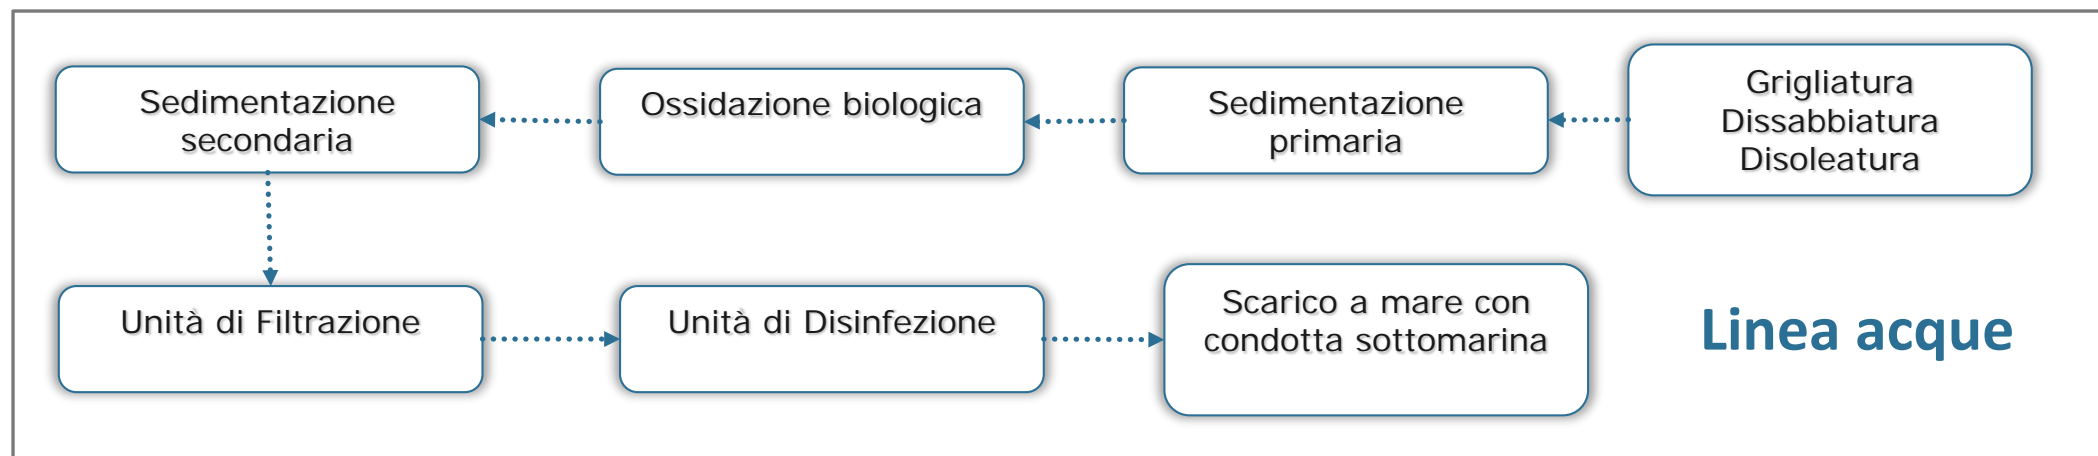 Sedimentazione
secondaria
Ossidazione biologica
Sedimentazione
primaria
Grigliatura
Dissabbiatura
Disoleatura
Unità di Filtrazione
Unità di Disinfezione
Scarico a mare con
condotta sottomarina
Linea acque